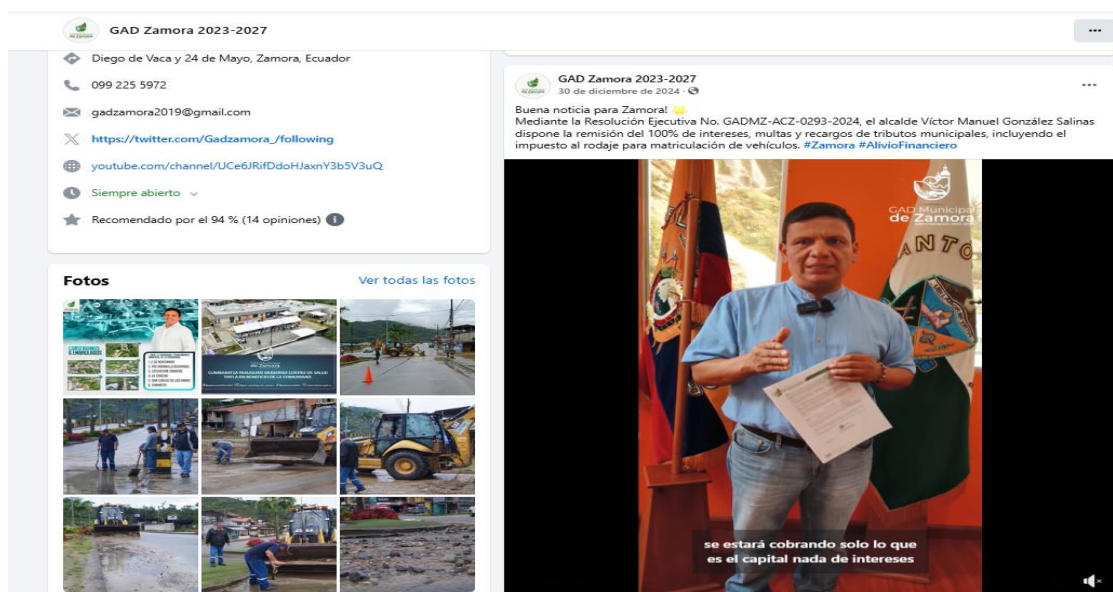 GAD Zamora 2023-2027
Diego de Vaca y 24 de Mayo, Zamora, Ecuador
099 225 5972
gadzamora2019@gmail.com
https://twitter.com/Gadzamora_/following
youtube.com/channel/UCe6JRifDdoHJaxnY3b5V3uQ
Siempre abierto
Recomendado por el 94 % (14 opiniones)
Fotos
Ver todas las fotos
GAD Zamora 2023-2027
30 de diciembre de 2024
Buena noticia para Zamora!
Mediante la Resolución Ejecutiva No. GADMZ-ACZ-0293-2024, el alcalde Víctor Manuel González Salinas
dispone la remisión del 100% de intereses, multas y recargos de tributos municipales, incluyendo el
impuesto al rodaje para matriculación de vehículos. #Zamora #AlivioFinanciero
GAD Municipal
de Zamora
ANTÓ
se estará cobrando solo lo que
es el capital nada de intereses